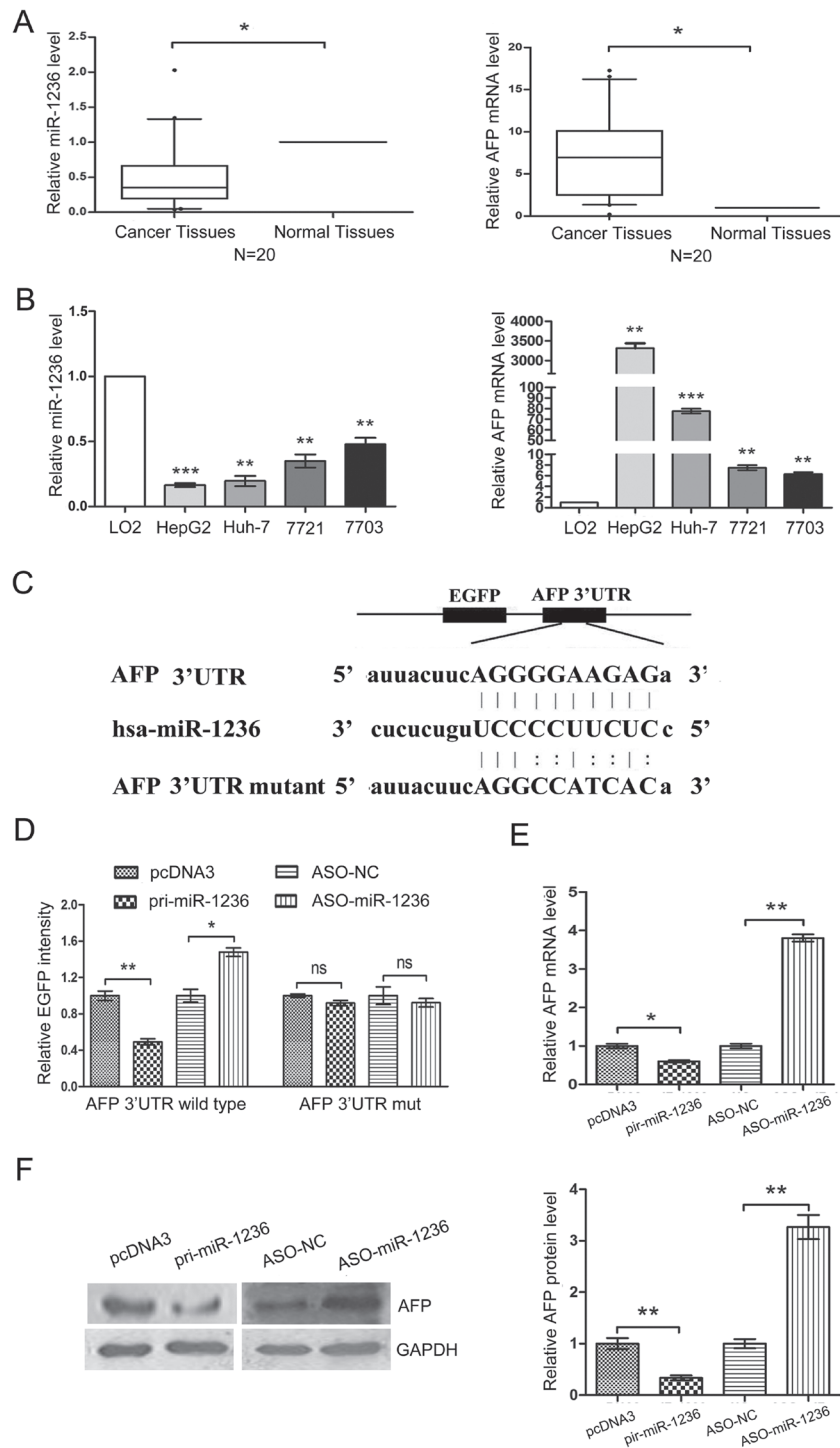 A
Relative miR-1236 level
2.5
2.0
1.5
1.0
0.5
0.0
Cancer Tissues Normal Tissues
N=20
*
Relative AFP mRNA level
20
15
10
5
0
Cancer Tissues Normal Tissues
N=20
*
B
Relative miR-1236 level
1.5
1.0
0.5
0.0
*** ** ** **
LO2 HepG2 Huh-7 7721 7703
Relative AFP mRNA level
4000
3500
3000
100
90
80
70
60
50
10
8
6
4
2
** *** ** **
LO2 HepG2 Huh-7 7721 7703
C
EGFP AFP 3'UTR
AFP 3'UTR 5' auuacuucAGGGGAAGAGa 3'
hsa-miR-1236 3' cucucuguUCCCCUUCUCc 5'
AFP 3'UTR mutant 5' auuacuucAGGCCATCACa 3'
D
pcDNA3 ASO-NC
pri-miR-1236 ASO-miR-1236
Relative EGFP intensity
2.0
1.6
1.2
0.8
0.4
0.0
** * ns ns
AFP 3'UTR wild type AFP 3'UTR mut
E
Relative AFP mRNA level
5
4
3
2
1
0
* **
pcDNA3 pir-miR-1236 ASO-NC ASO-miR-1236
F
pcDNA3 pri-miR-1236 ASO-NC ASO-miR-1236
AFP
GAPDH
Relative AFP protein level
4
3
2
1
0
** **
pcDNA3 pir-miR-1236 ASO-NC ASO-miR-1236